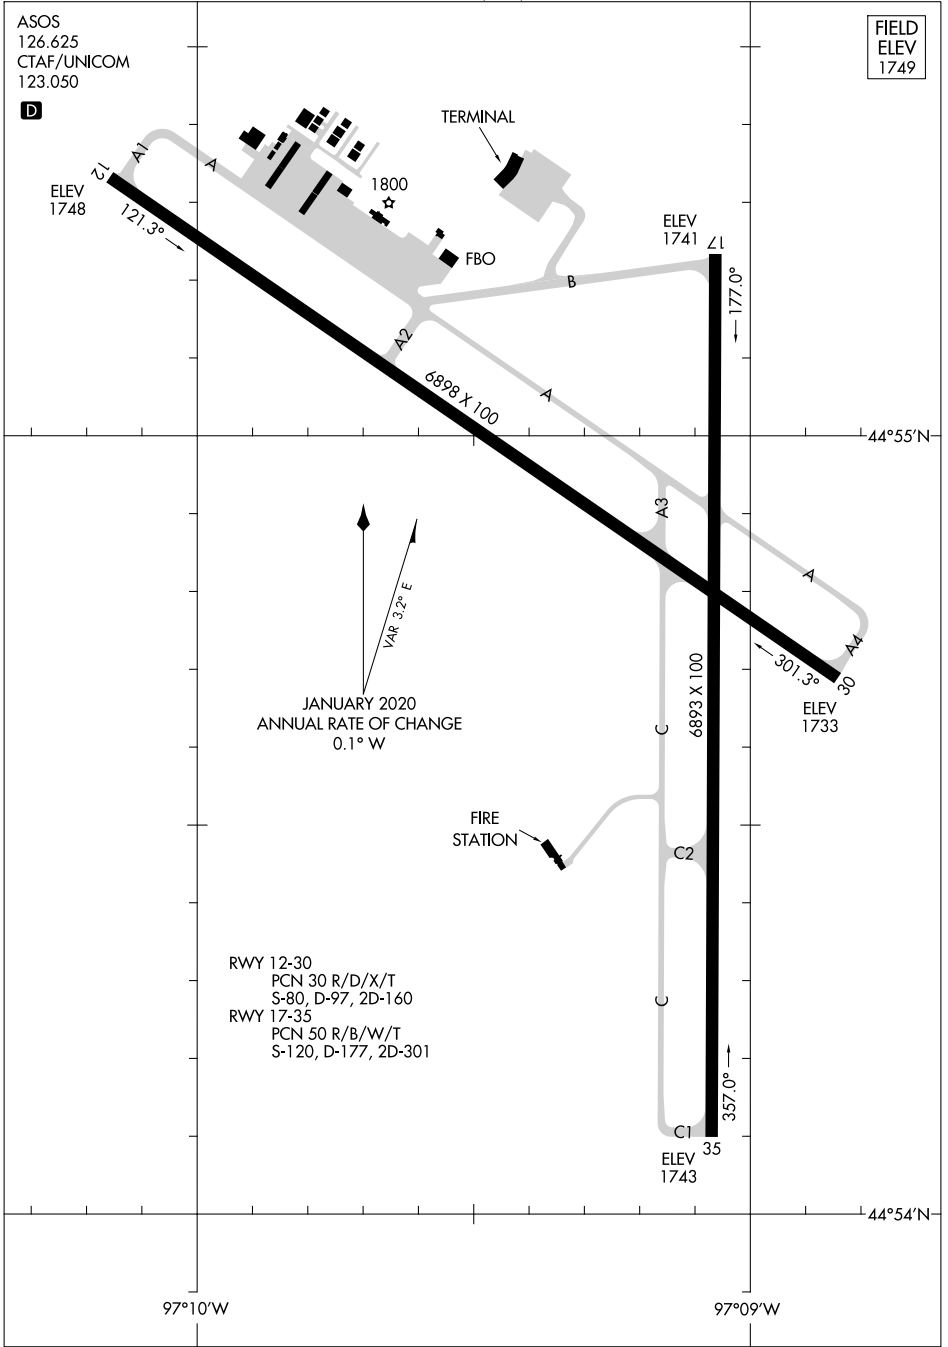 ASOS
126.625
CTAF/UNICOM
123.050
D
FIELD
ELEV
1749
TERMINAL
A1
A
12
ELEV
1748
121.3°
1800
FBO
ELEV
1741
17
B
177.0°
A2
6898 X 100
A
44°55'N
A3
A
VAR 3.2° E
A4
301.3°
30
ELEV
1733
JANUARY 2020
ANNUAL RATE OF CHANGE
0.1° W
C
6893 X 100
FIRE
STATION
C2
RWY 12-30
PCN 30 R/D/X/T
S-80, D-97, 2D-160
RWY 17-35
PCN 50 R/B/W/T
S-120, D-177, 2D-301
C
357.0°
C1
35
ELEV
1743
44°54'N
97°10'W
97°09'W